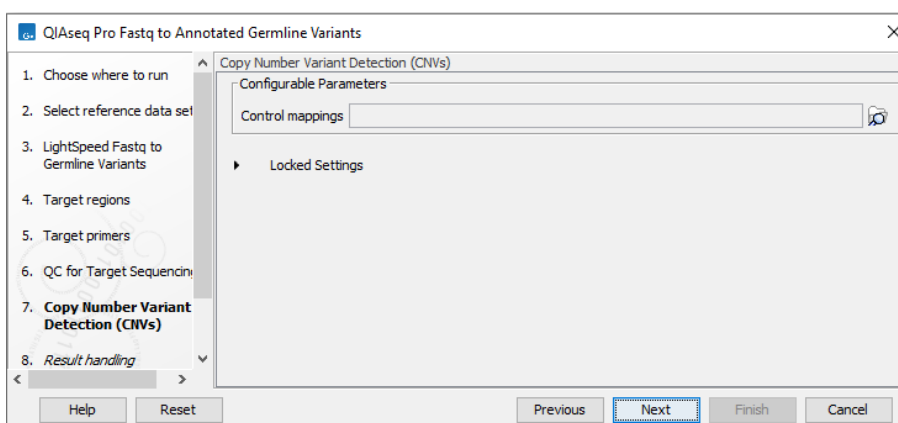 QIAseq Pro Fastq to Annotated Germline Variants
1. Choose where to run
2. Select reference data set
3. LightSpeed Fastq to
Germline Variants
4. Target regions
5. Target primers
6. QC for Target Sequencing
7. Copy Number Variant
Detection (CNVs)
8. Result handling
Copy Number Variant Detection (CNVs)
Configurable Parameters
Control mappings
Locked Settings
Help
Reset
Previous
Next
Finish
Cancel